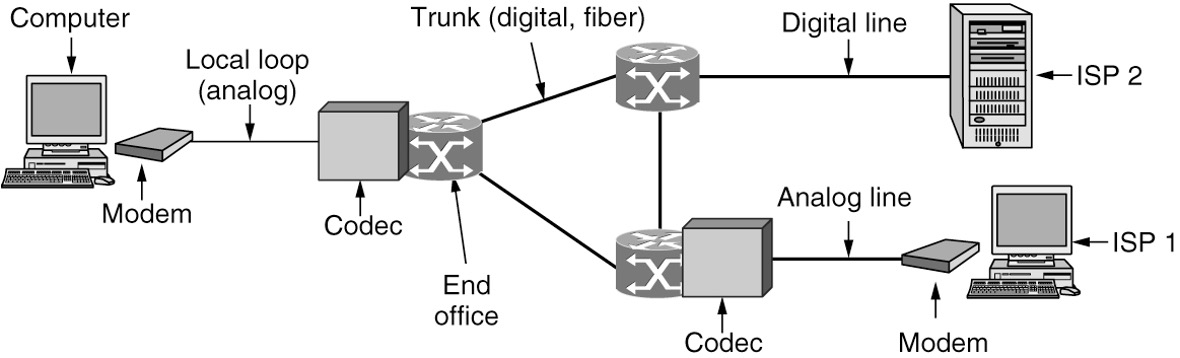 Computer
Trunk (digital, fiber)
Digital line
Local loop
(analog)
ISP 2
Modem
Codec
Analog line
ISP 1
End
office
Codec
Modem